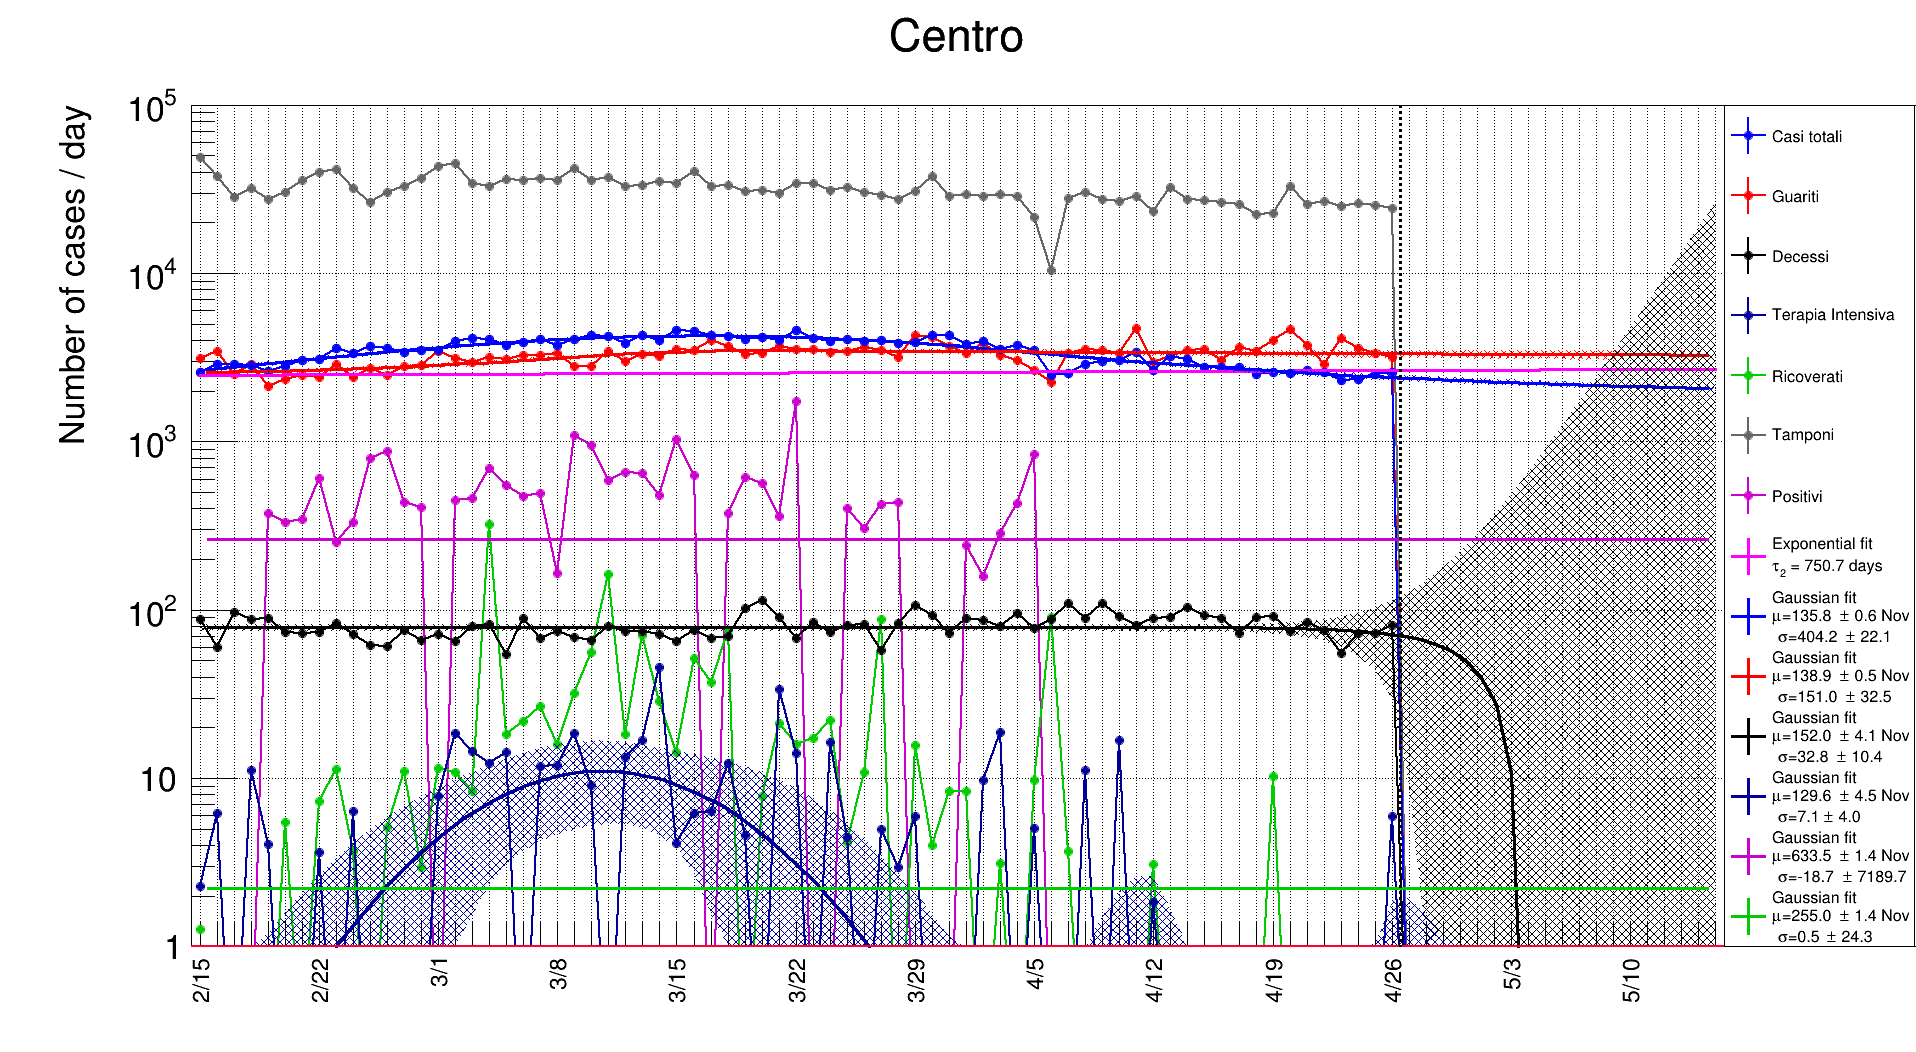 Centro
Number of cases / day
10^5
10^4
10^3
10^2
10
1
2/15
2/22
3/1
3/8
3/15
3/22
3/29
4/5
4/12
4/19
4/26
5/3
5/10
Casi totali
Guariti
Decessi
Terapia Intensiva
Ricoverati
Tamponi
Positivi
Exponential fit
τ2 = 750.7 days
Gaussian fit
μ=135.8 ± 0.6 Nov
σ=404.2 ± 22.1
Gaussian fit
μ=138.9 ± 0.5 Nov
σ=151.0 ± 32.5
Gaussian fit
μ=152.0 ± 4.1 Nov
σ=32.8 ± 10.4
Gaussian fit
μ=129.6 ± 4.5 Nov
σ=7.1 ± 4.0
Gaussian fit
μ=633.5 ± 1.4 Nov
σ=-18.7 ± 7189.7
Gaussian fit
μ=255.0 ± 1.4 Nov
σ=0.5 ± 24.3